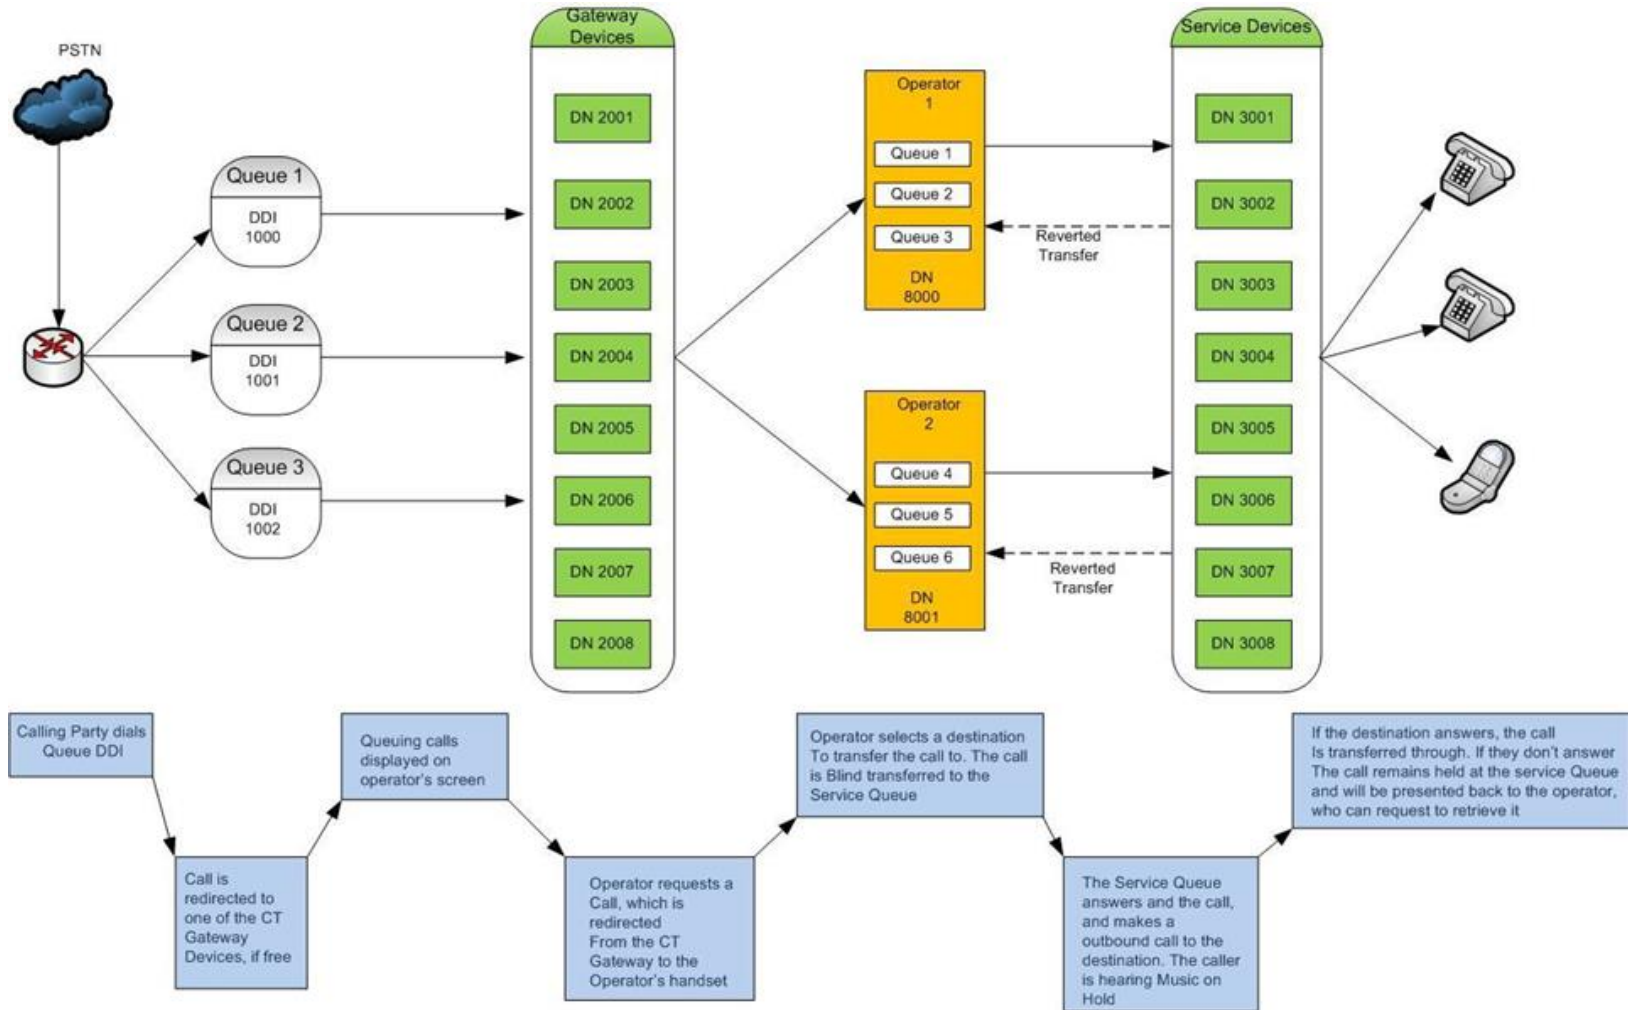 PSTN
Queue 1
DDI
1000
Queue 2
DDI
1001
Queue 3
DDI
1002
Gateway
Devices
DN 2001
DN 2002
DN 2003
DN 2004
DN 2005
DN 2006
DN 2007
DN 2008
Operator
1
Queue 1
Queue 2
Queue 3
DN
8000
Reverted
Transfer
Operator
2
Queue 4
Queue 5
Queue 6
DN
8001
Reverted
Transfer
Service Devices
DN 3001
DN 3002
DN 3003
DN 3004
DN 3005
DN 3006
DN 3007
DN 3008
Calling Party dials
Queue DDI
Call is
redirected to
one of the CT
Gateway
Devices, if free
Queuing calls
displayed on
operator's screen
Operator requests a
Call, which is
redirected
From the CT
Gateway to the
Operator's handset
Operator selects a destination
To transfer the call to. The call
is Blind transferred to the
Service Queue
The Service Queue
answers and the call,
and makes a
outbound call to the
destination. The caller
is hearing Music on
Hold
If the destination answers, the call
Is transferred through. If they don't answer
The call remains held at the service Queue
and will be presented back to the operator,
who can request to retrieve it